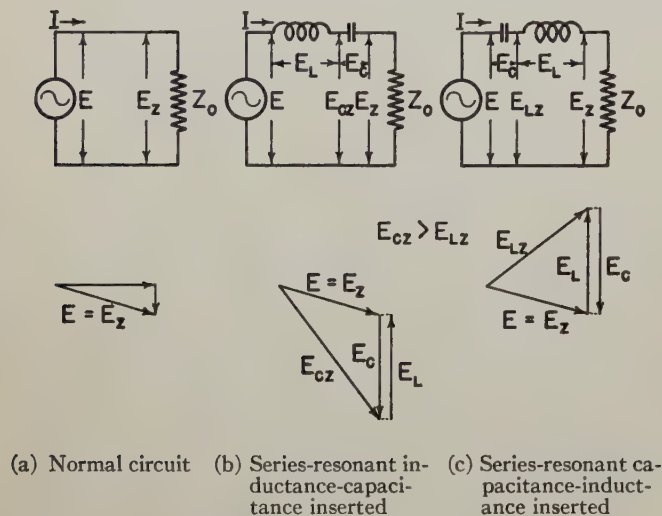 I
E
E_Z
Z_O
I
E_L
E_C
E
E_CZ
E_Z
Z_O
I
E_C
E_L
E
E_LZ
E_Z
Z_O
E = E_Z
E_CZ > E_LZ
E = E_Z
E_CZ
E_C
E_L
E_LZ
E_L
E_C
E = E_Z
(a) Normal circuit
(b) Series-resonant in-
ductance-capaci-
tance inserted
(c) Series-resonant ca-
pacitance-induct-
ance inserted